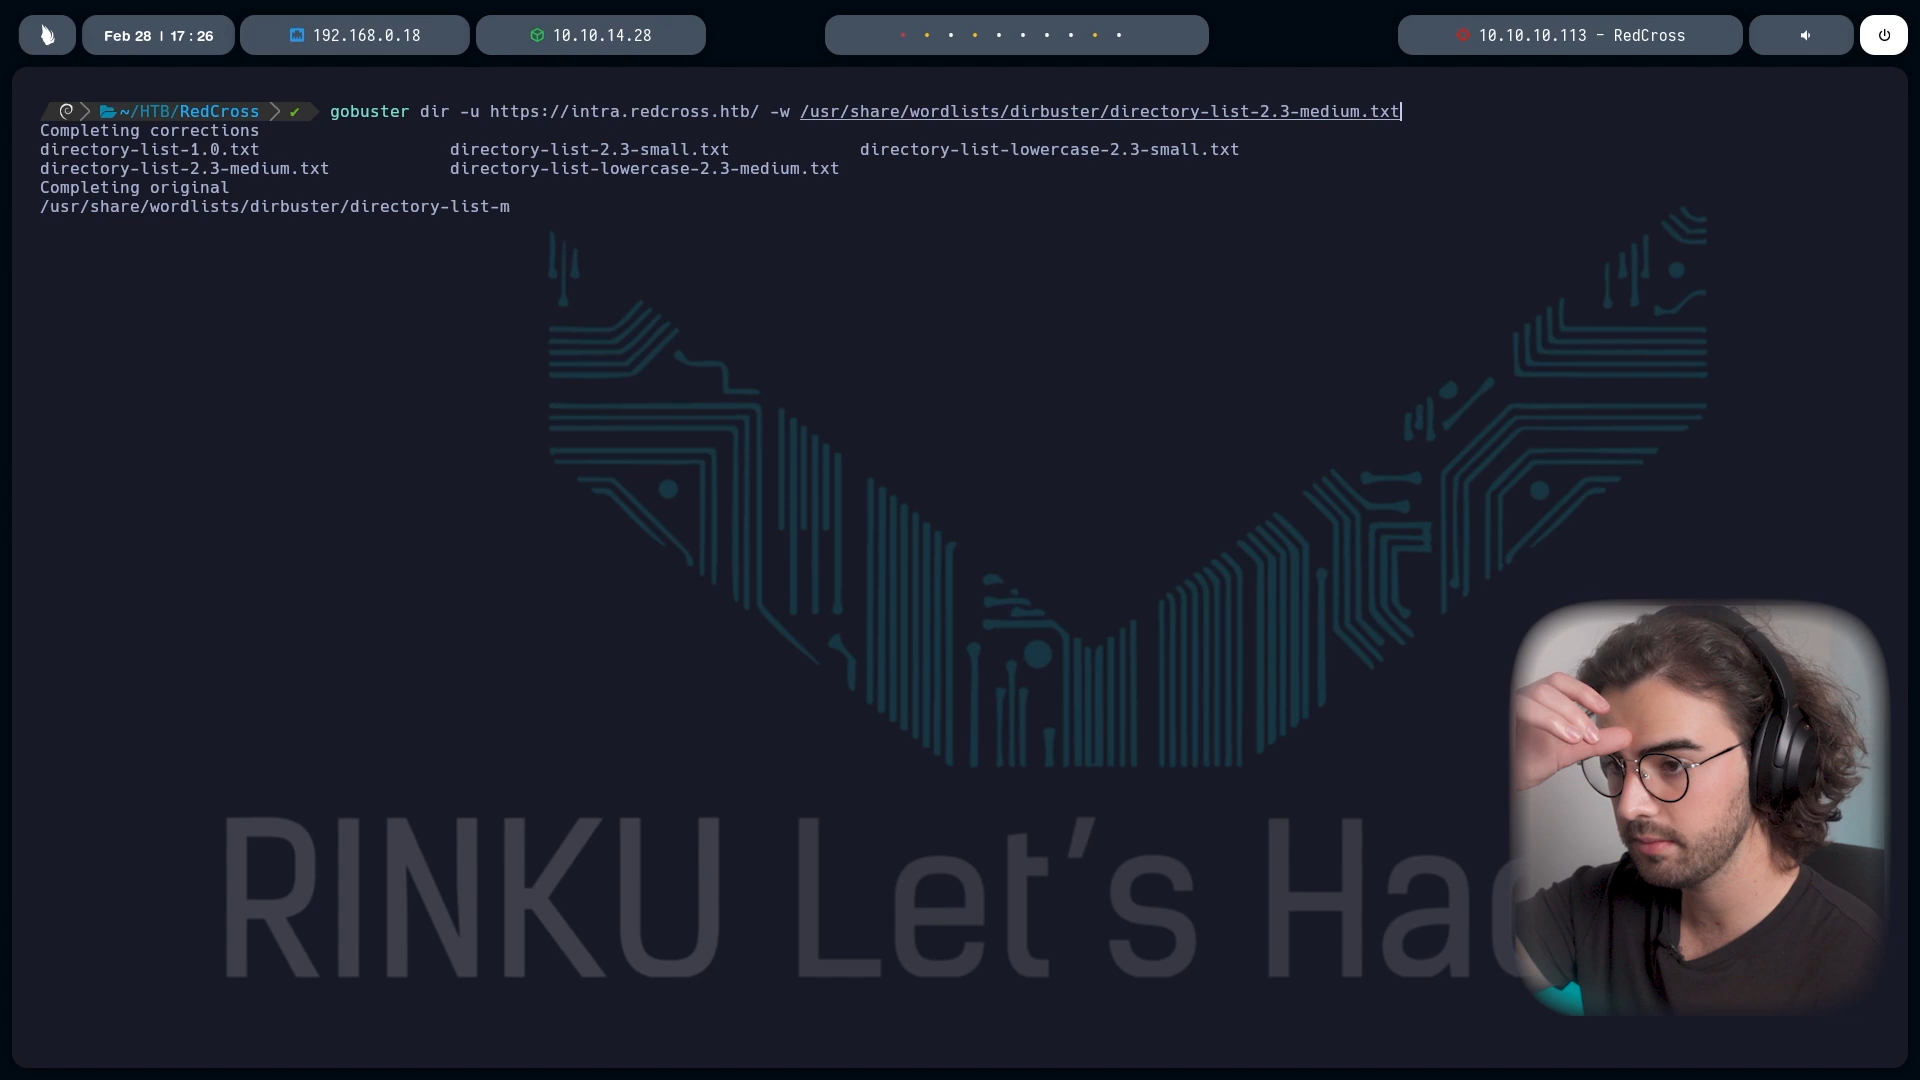 Feb 28 | 17 : 26
192.168.0.18
10.10.14.28
10.10.10.113 - RedCross
~/HTB/RedCross ✔ gobuster dir -u https://intra.redcross.htb/ -w /usr/share/wordlists/dirbuster/directory-list-2.3-medium.txt
Completing corrections
directory-list-1.0.txt directory-list-2.3-small.txt directory-list-lowercase-2.3-small.txt
directory-list-2.3-medium.txt directory-list-lowercase-2.3-medium.txt
Completing original
/usr/share/wordlists/dirbuster/directory-list-m
RINKU Let's Hac